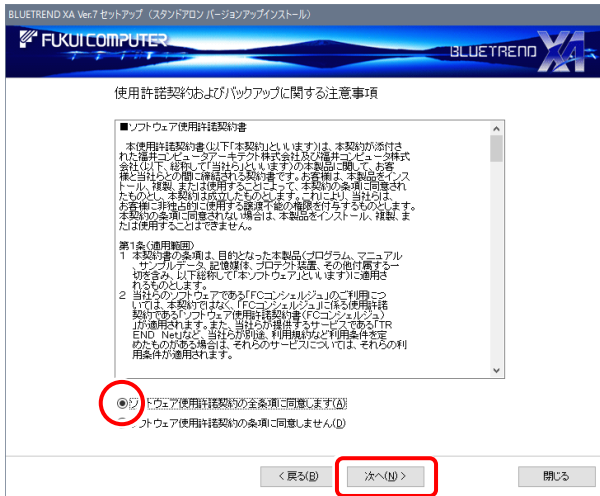 BLUETREND XA Ver.7 セットアップ（スタンドアロン バージョンアップインストール）
FUKUI COMPUTER
BLUETREND XA
使用許諾契約およびバックアップに関する注意事項
■ソフトウェア使用許諾契約書
本使用許諾契約書(以下「本契約」といいます)は、本契約が添付さ
れた福井コンピュータアーキテクト株式会社及び福井コンピュータ株式
会社(以下、総称して「当社ら」といいます)の本製品に関して、お客
様と当社らとの間に締結される契約書です。お客様は、本製品をインス
トール、複製、または使用することによって、本契約の条項に同意され
たものとし、本契約は成立したものとします。これにより、当社らは、
お客様に非独占的に使用する譲渡不能の権限を付与するものとします。
本契約の条項に同意されない場合は、本製品をインストール、複製、ま
たは使用することはできません。
第1条(適用範囲)
1 本契約書の条項は、目的となった本製品(プログラム、マニュアル
、サンプルデータ、記憶媒体、プロテクト装置、その他付属する一
切を含み、以下総称して「本ソフトウェア」といいます)に適用さ
れるものとします。
2 当社らのソフトウェアである「FCコンシェルジュ」のご利用につ
いては、本契約ではなく、「FCコンシェルジュ」に係る使用許諾
契約である「ソフトウェア使用許諾契約書(FCコンシェルジュ)
」が適用されます。また、当社らが提供するサービスである「TR
END Net」など、当社らが別途、利用規約など利用条件を定
めたものがある場合は、それらのサービスについては、それらの利
用条件が適用されます。
ソフトウェア使用許諾契約の全条項に同意します(A)
ソフトウェア使用許諾契約の条項に同意しません(D)
< 戻る(B)
次へ(N) >
閉じる